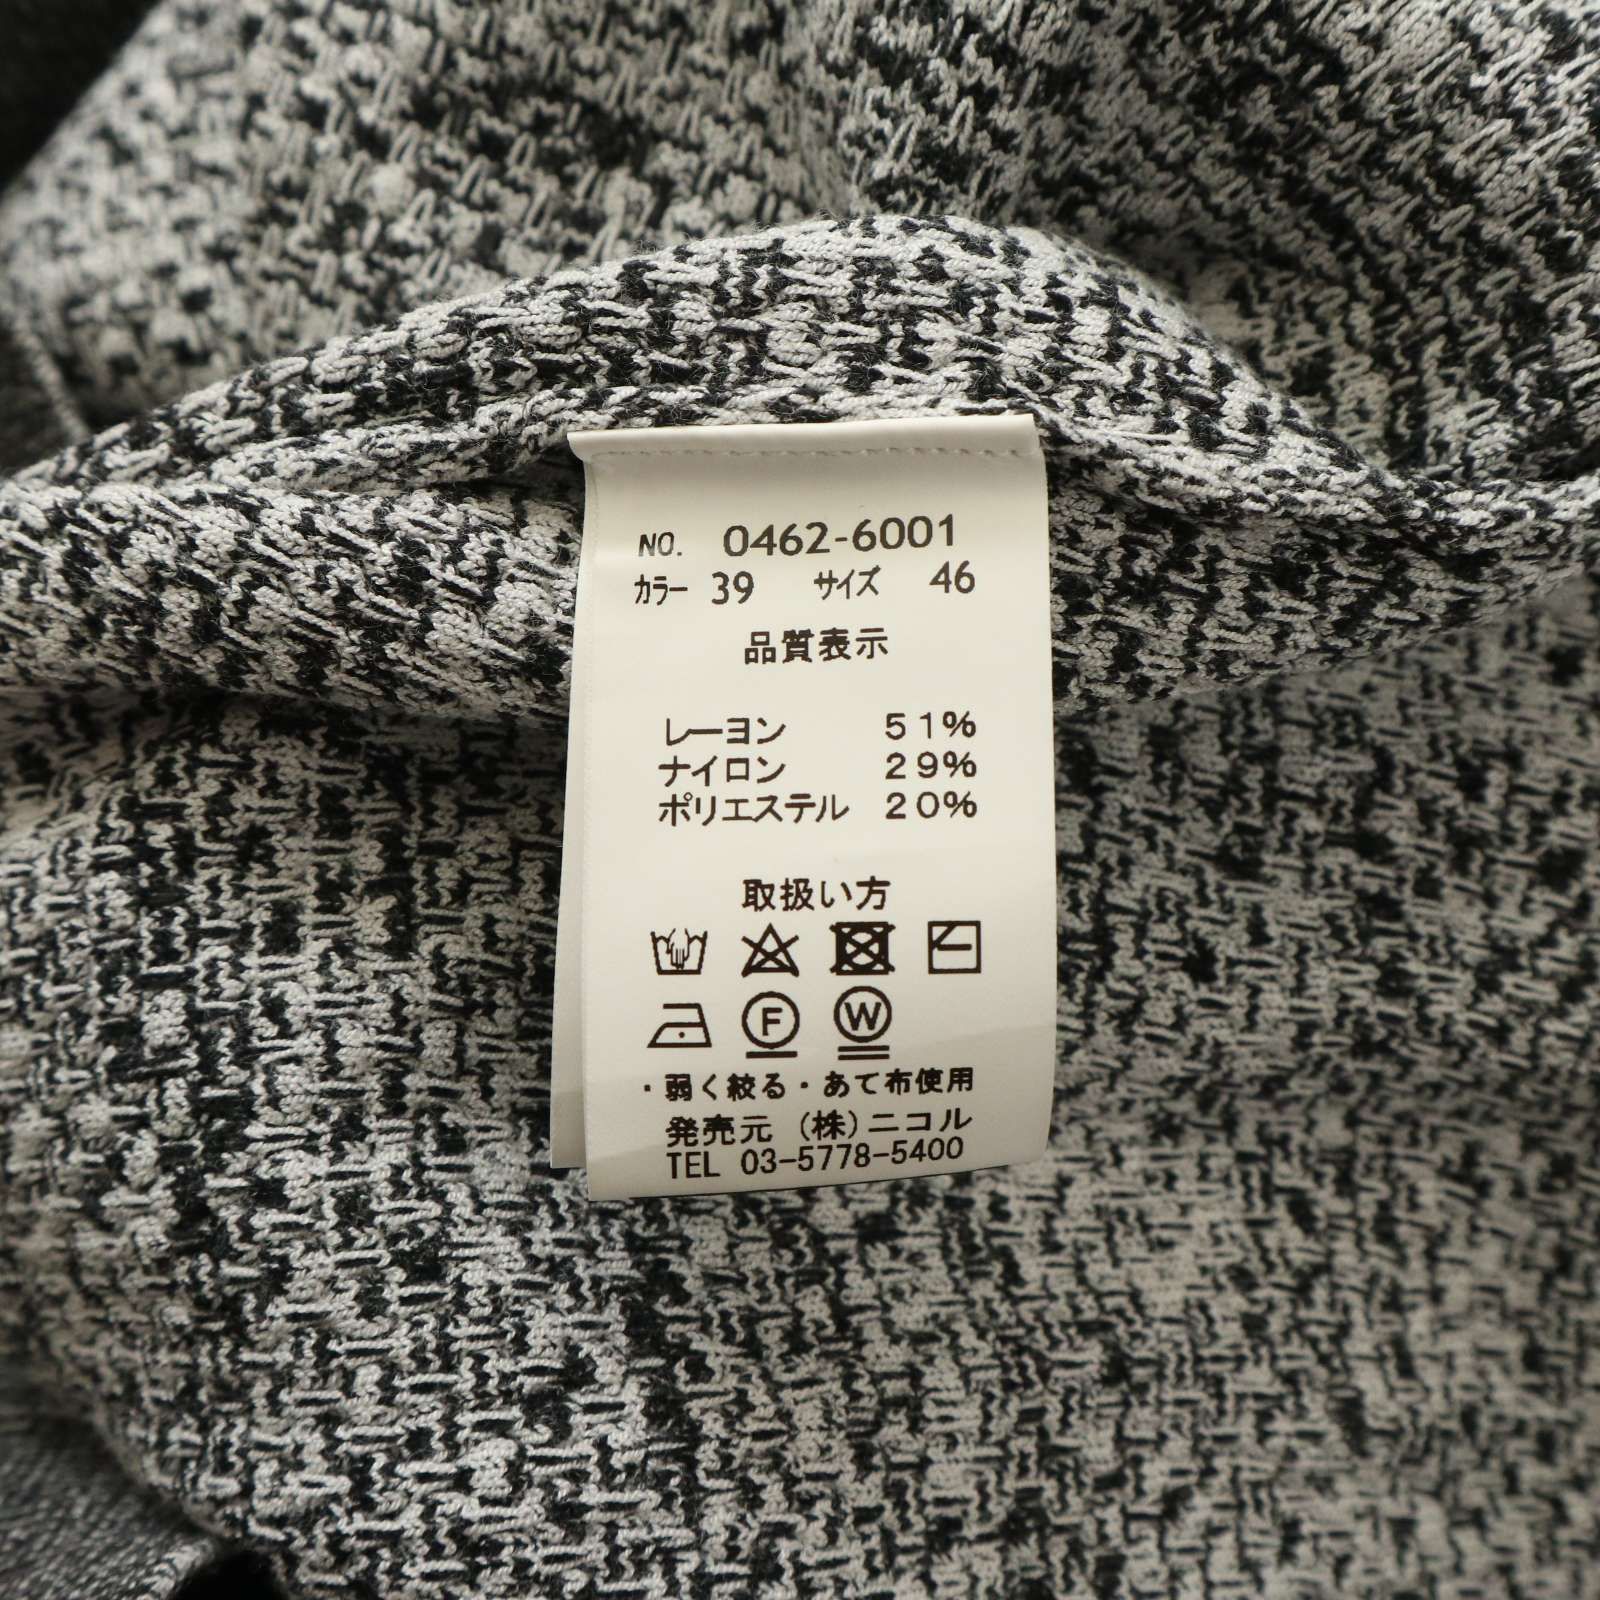 NO. 0462-6001
カラー 39 サイズ 46
品質表示
レーヨン 51%
ナイロン 29%
ポリエステル 20%
取扱い方
F W
・弱く絞る・あて布使用
発売元 (株)ニコル
TEL 03-5778-5400